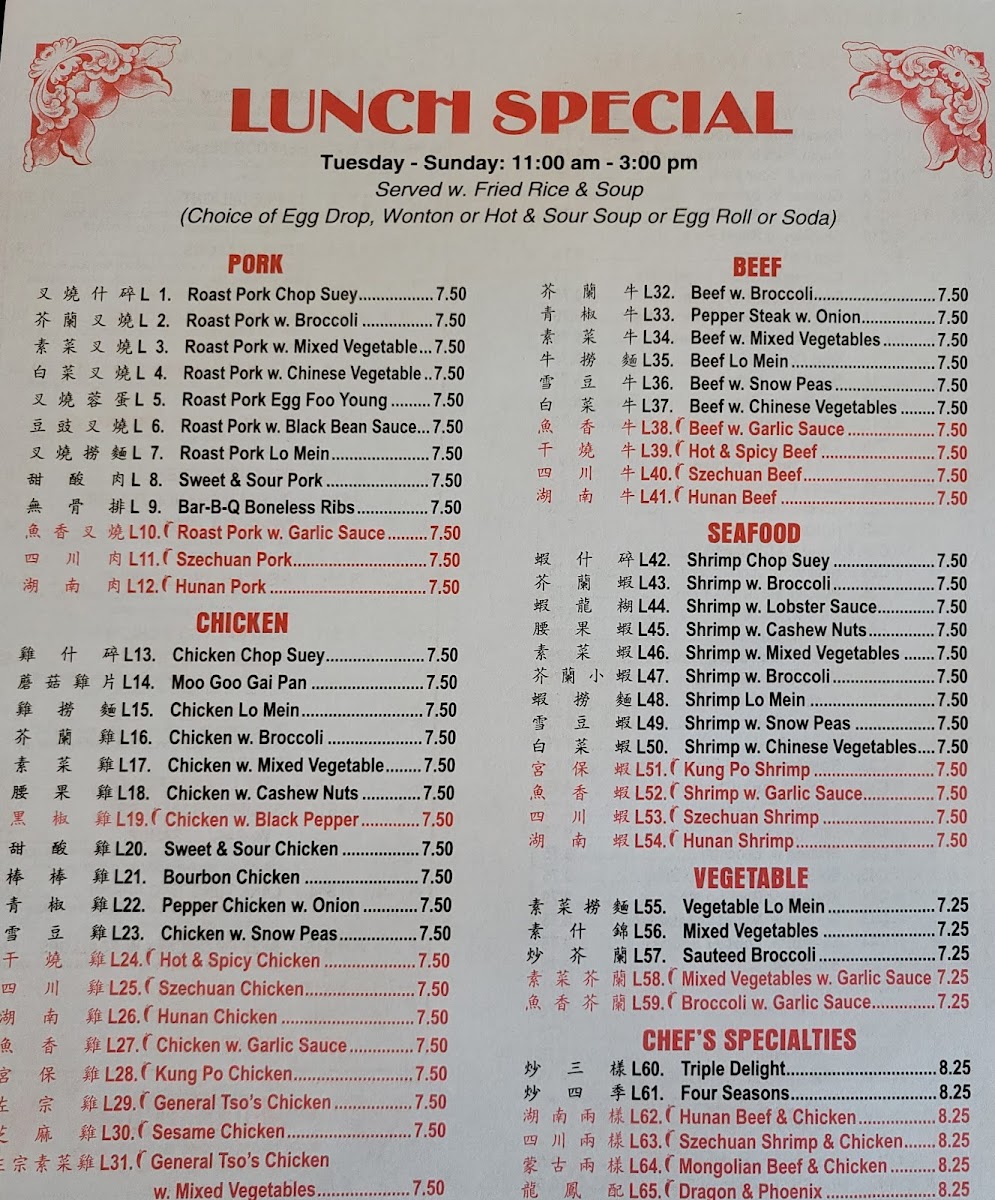 LUNCH SPECIAL
Tuesday - Sunday: 11:00 am - 3:00 pm
Served w. Fried Rice & Soup
(Choice of Egg Drop, Wonton or Hot & Sour Soup or Egg Roll or Soda)
PORK
叉燒什碎 L 1. Roast Pork Chop Suey.................7.50
芥蘭叉燒 L 2. Roast Pork w. Broccoli ................7.50
素菜叉燒 L 3. Roast Pork w. Mixed Vegetable...7.50
白菜叉燒 L 4. Roast Pork w. Chinese Vegetable ..7.50
叉燒蓉蛋 L 5. Roast Pork Egg Foo Young .........7.50
豆豉叉燒 L 6. Roast Pork w. Black Bean Sauce...7.50
叉燒撈麵 L 7. Roast Pork Lo Mein.......................7.50
甜酸肉 L 8. Sweet & Sour Pork ........................7.50
無骨排 L 9. Bar-B-Q Boneless Ribs.................7.50
魚香叉燒 L10. Roast Pork w. Garlic Sauce.........7.50
四川肉 L11. Szechuan Pork...............................7.50
湖南肉 L12. Hunan Pork ....................................7.50
CHICKEN
雞什碎 L13. Chicken Chop Suey......................7.50
蘑菇雞片 L14. Moo Goo Gai Pan .........................7.50
雞撈麵 L15. Chicken Lo Mein...........................7.50
芥蘭雞 L16. Chicken w. Broccoli .....................7.50
素菜雞 L17. Chicken w. Mixed Vegetable........7.50
腰果雞 L18. Chicken w. Cashew Nuts .............7.50
黑椒雞 L19. Chicken w. Black Pepper.............7.50
甜酸雞 L20. Sweet & Sour Chicken .................7.50
棒棒雞 L21. Bourbon Chicken .........................7.50
青椒雞 L22. Pepper Chicken w. Onion ............7.50
雪豆雞 L23. Chicken w. Snow Peas.................7.50
干燒雞 L24. Hot & Spicy Chicken ....................7.50
四川雞 L25. Szechuan Chicken........................7.50
湖南雞 L26. Hunan Chicken .............................7.50
魚香雞 L27. Chicken w. Garlic Sauce ..............7.50
宮保雞 L28. Kung Po Chicken..........................7.50
左宗雞 L29. General Tso's Chicken .................7.50
芝麻雞 L30. Sesame Chicken...........................7.50
左宗素菜雞 L31. General Tso's Chicken
w. Mixed Vegetables.....................7.50
BEEF
芥蘭牛 L32. Beef w. Broccoli............................7.50
青椒牛 L33. Pepper Steak w. Onion.................7.50
素菜牛 L34. Beef w. Mixed Vegetables ............7.50
牛撈麵 L35. Beef Lo Mein .................................7.50
雪豆牛 L36. Beef w. Snow Peas .......................7.50
白菜牛 L37. Beef w. Chinese Vegetables ........7.50
魚香牛 L38. Beef w. Garlic Sauce ....................7.50
干燒牛 L39. Hot & Spicy Beef ..........................7.50
四川牛 L40. Szechuan Beef..............................7.50
湖南牛 L41. Hunan Beef ...................................7.50
SEAFOOD
蝦什碎 L42. Shrimp Chop Suey .......................7.50
芥蘭蝦 L43. Shrimp w. Broccoli.......................7.50
蝦龍糊 L44. Shrimp w. Lobster Sauce.............7.50
腰果蝦 L45. Shrimp w. Cashew Nuts...............7.50
素菜蝦 L46. Shrimp w. Mixed Vegetables .......7.50
芥蘭小蝦 L47. Shrimp w. Broccoli.......................7.50
蝦撈麵 L48. Shrimp Lo Mein ............................7.50
雪豆蝦 L49. Shrimp w. Snow Peas ..................7.50
白菜蝦 L50. Shrimp w. Chinese Vegetables....7.50
宮保蝦 L51. Kung Po Shrimp ...........................7.50
魚香蝦 L52. Shrimp w. Garlic Sauce................7.50
四川蝦 L53. Szechuan Shrimp .........................7.50
湖南蝦 L54. Hunan Shrimp...............................7.50
VEGETABLE
素菜撈麵 L55. Vegetable Lo Mein ........................7.25
素什錦 L56. Mixed Vegetables .........................7.25
炒芥蘭 L57. Sauteed Broccoli..........................7.25
素菜芥蘭 L58. Mixed Vegetables w. Garlic Sauce 7.25
魚香芥蘭 L59. Broccoli w. Garlic Sauce..............7.25
CHEF'S SPECIALTIES
炒三樣 L60. Triple Delight.................................8.25
炒四季 L61. Four Seasons................................8.25
湖南兩樣 L62. Hunan Beef & Chicken.................8.25
四川兩樣 L63. Szechuan Shrimp & Chicken.......8.25
蒙古兩樣 L64. Mongolian Beef & Chicken ..........8.25
龍鳳配 L65. Dragon & Phoenix ........................8.25